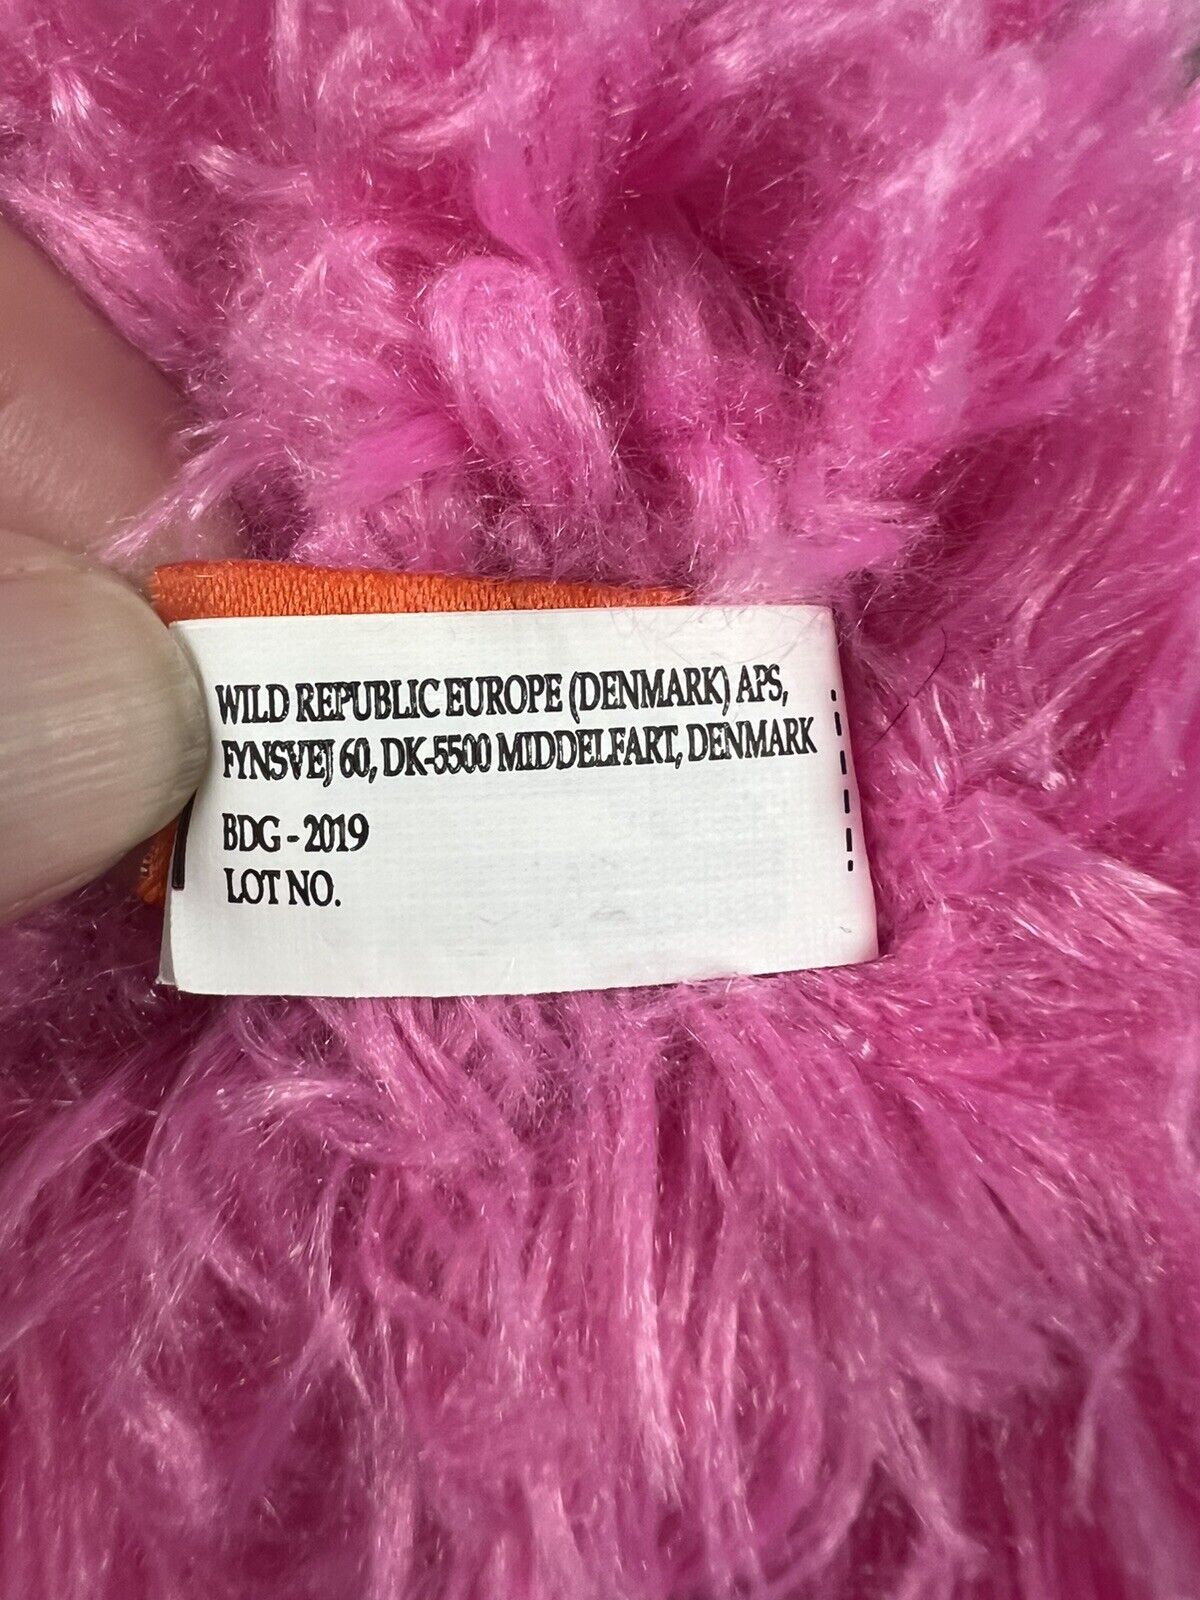 WILD REPUBLIC EUROPE (DENMARK) APS,
FYNSVEJ 60, DK-5500 MIDDELFART, DENMARK
BDG - 2019
LOT NO.